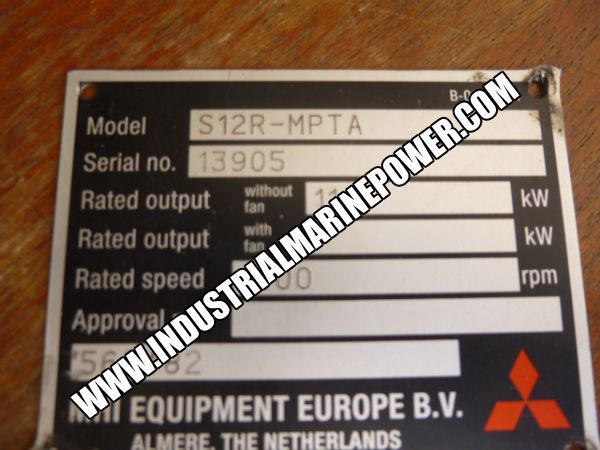 Model S12R-MPTA
Serial no. 13905
Rated output without fan kW
Rated output with fan kW
Rated speed rpm
Approval
EQUIPMENT EUROPE B.V.
ALMERE, THE NETHERLANDS
WWW.INDUSTRIALMARINEPOWER.COM